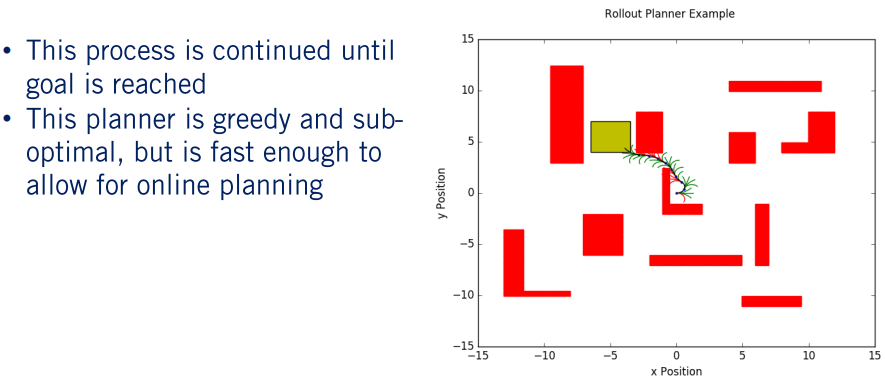 • This process is continued until
goal is reached
• This planner is greedy and sub-
optimal, but is fast enough to
allow for online planning
Rollout Planner Example
15
10
5
0
−5
−10
−15
y Position
−15 −10 −5 0 5 10 15
x Position